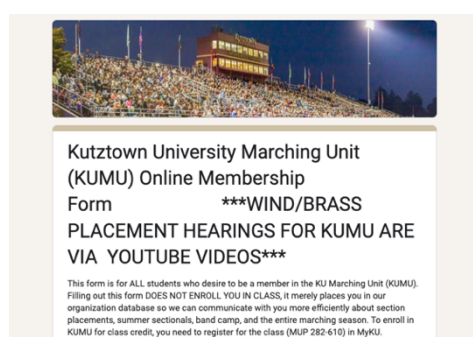 Kutztown University Marching Unit
(KUMU) Online Membership
Form ***WIND/BRASS
PLACEMENT HEARINGS FOR KUMU ARE
VIA YOUTUBE VIDEOS***
This form is for ALL students who desire to be a member in the KU Marching Unit (KUMU).
Filling out this form DOES NOT ENROLL YOU IN CLASS, it merely places you in our
organization database so we can communicate with you more efficiently about section
placements, summer sectionals, band camp, and the entire marching season. To enroll in
KUMU for class credit, you need to register for the class (MUP 282-610) in MyKU.